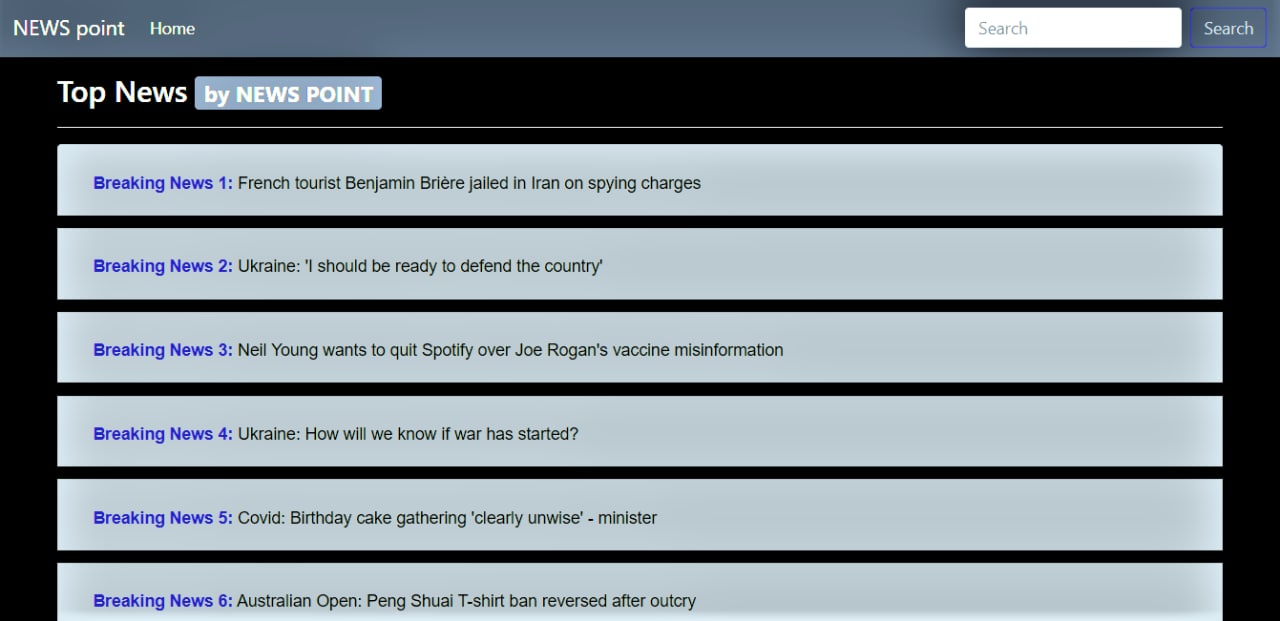 NEWS point Home Search Search
Top News by NEWS POINT
Breaking News 1: French tourist Benjamin Brière jailed in Iran on spying charges
Breaking News 2: Ukraine: 'I should be ready to defend the country'
Breaking News 3: Neil Young wants to quit Spotify over Joe Rogan's vaccine misinformation
Breaking News 4: Ukraine: How will we know if war has started?
Breaking News 5: Covid: Birthday cake gathering 'clearly unwise' - minister
Breaking News 6: Australian Open: Peng Shuai T-shirt ban reversed after outcry